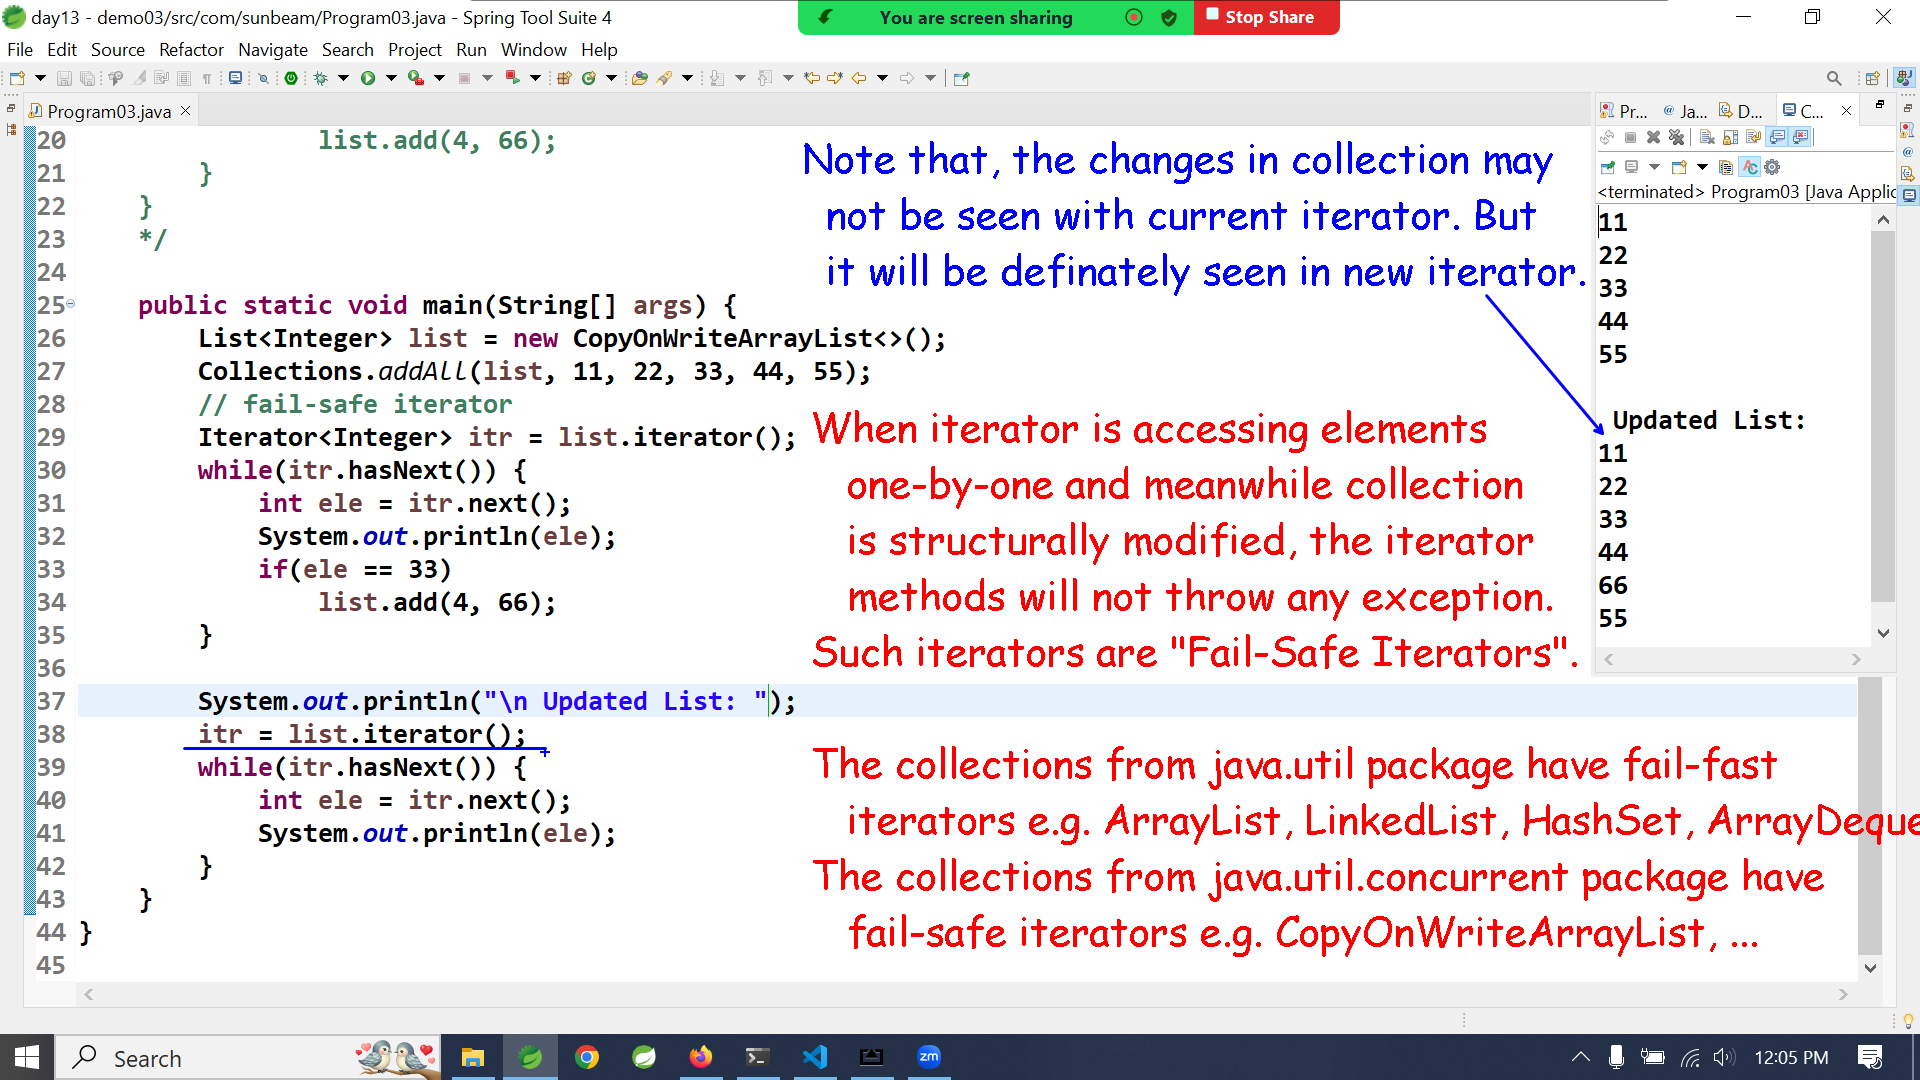 day13 - demo03/src/com/sunbeam/Program03.java - Spring Tool Suite 4
You are screen sharing
Stop Share
File Edit Source Refactor Navigate Search Project Run Window Help
Program03.java
Pr... Ja... D... C...
<terminated> Program03 [Java Applic
20 list.add(4, 66);
21 }
22 }
23 */
24
25 public static void main(String[] args) {
26 List<Integer> list = new CopyOnWriteArrayList<>();
27 Collections.addAll(list, 11, 22, 33, 44, 55);
28 // fail-safe iterator
29 Iterator<Integer> itr = list.iterator();
30 while(itr.hasNext()) {
31 int ele = itr.next();
32 System.out.println(ele);
33 if(ele == 33)
34 list.add(4, 66);
35 }
36
37 System.out.println("\n Updated List: ");
38 itr = list.iterator();
39 while(itr.hasNext()) {
40 int ele = itr.next();
41 System.out.println(ele);
42 }
43 }
44 }
45
Note that, the changes in collection may
not be seen with current iterator. But
it will be definately seen in new iterator.
When iterator is accessing elements
one-by-one and meanwhile collection
is structurally modified, the iterator
methods will not throw any exception.
Such iterators are "Fail-Safe Iterators".
The collections from java.util package have fail-fast
iterators e.g. ArrayList, LinkedList, HashSet, ArrayDeque
The collections from java.util.concurrent package have
fail-safe iterators e.g. CopyOnWriteArrayList, ...
11
22
33
44
55
Updated List:
11
22
33
44
66
55
Search
zm
12:05 PM